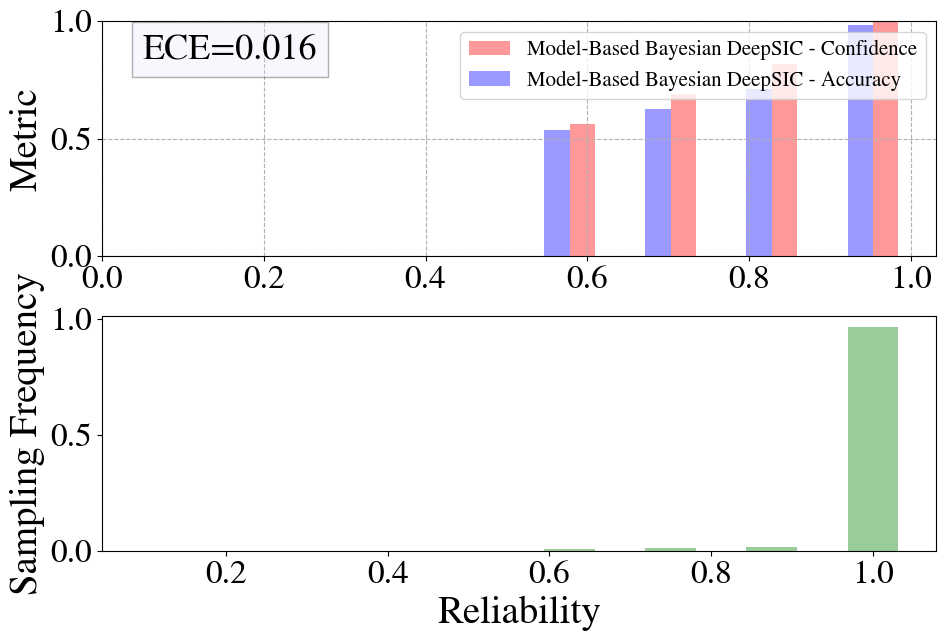 1.0
ECE=0.016
Model-Based Bayesian DeepSIC - Confidence
Model-Based Bayesian DeepSIC - Accuracy
Metric
0.5
0.0
0.0 0.2 0.4 0.6 0.8 1.0
1.0
Sampling Frequency
0.5
0.0
0.2 0.4 0.6 0.8 1.0
Reliability